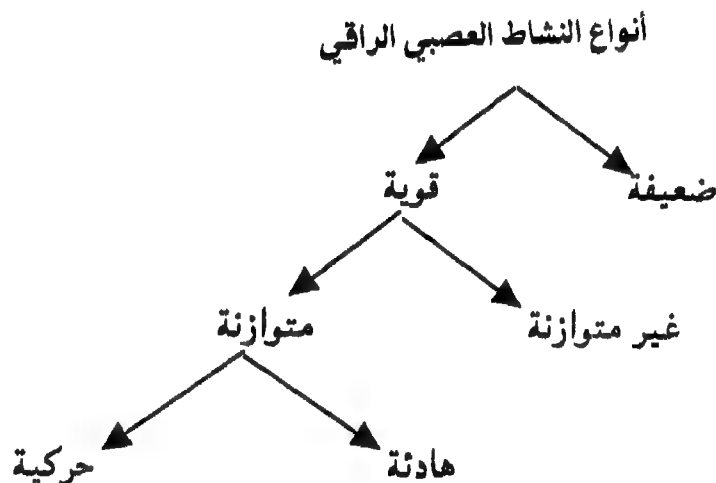 أنواع النشاط العصبي الراقي
ضعيفة
قوية
غير متوازنة
متوازنة
هادئة
حركية